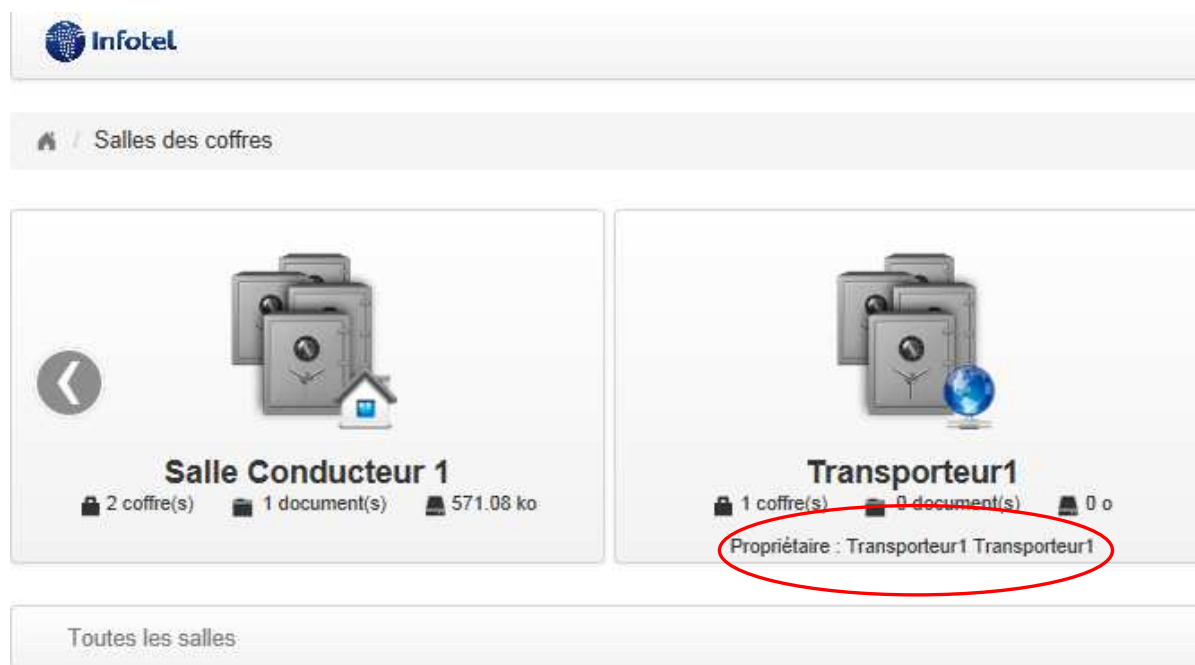 Infotel
/ Salles des coffres
Salle Conducteur 1
2 coffre(s) 1 document(s) 571.08 ko
Transporteur1
1 coffre(s) 0 document(s) 0 o
Propriétaire : Transporteur1 Transporteur1
Toutes les salles